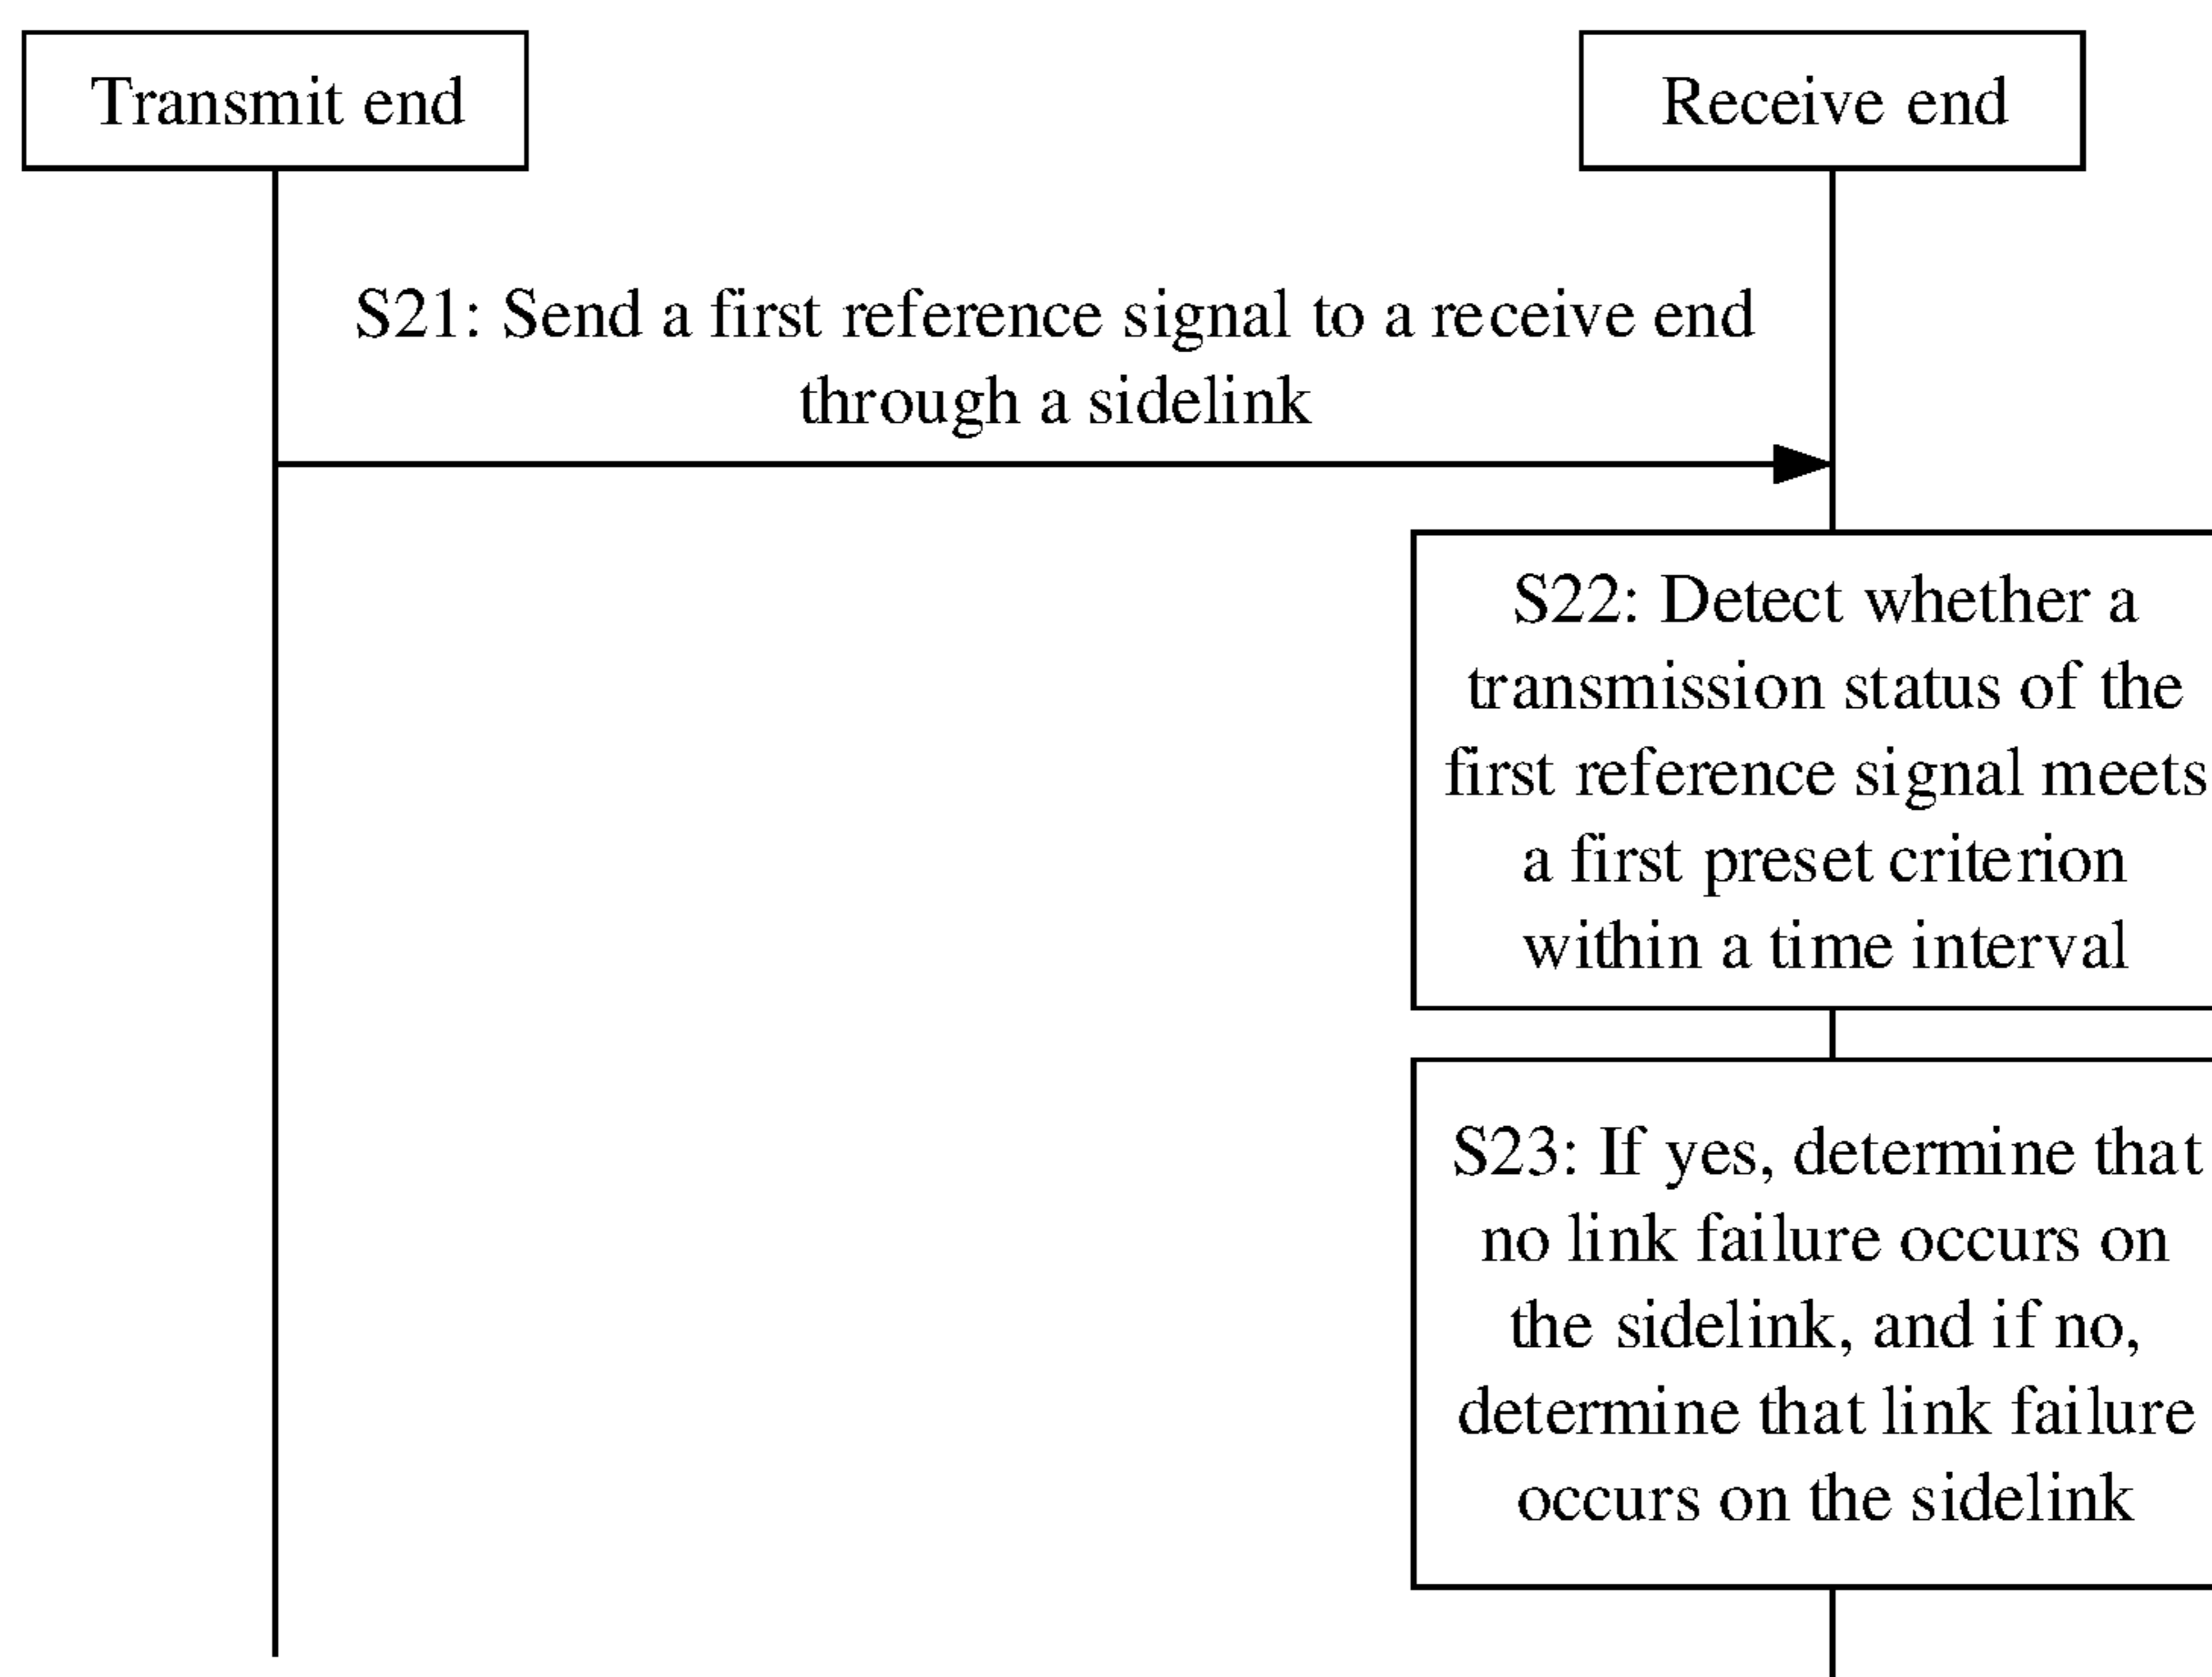 Transmit end
Receive end
S21: Send a first reference signal to a receive end
through a sidelink
S22: Detect whether a
transmission status of the
first reference signal meets
a first preset criterion
within a time interval
S23: If yes, determine that
no link failure occurs on
the sidelink, and if no,
determine that link failure
occurs on the sidelink